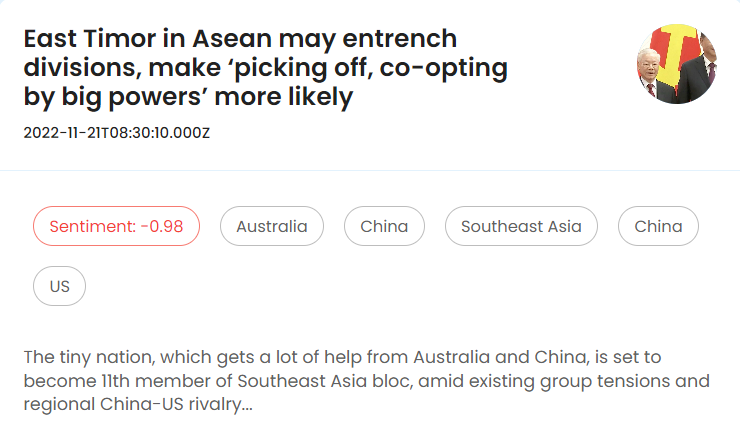 East Timor in Asean may entrench
divisions, make ‘picking off, co-opting
by big powers’ more likely
2022-11-21T08:30:10.000Z
Sentiment: -0.98
Australia
China
Southeast Asia
China
US
The tiny nation, which gets a lot of help from Australia and China, is set to
become 11th member of Southeast Asia bloc, amid existing group tensions and
regional China-US rivalry...